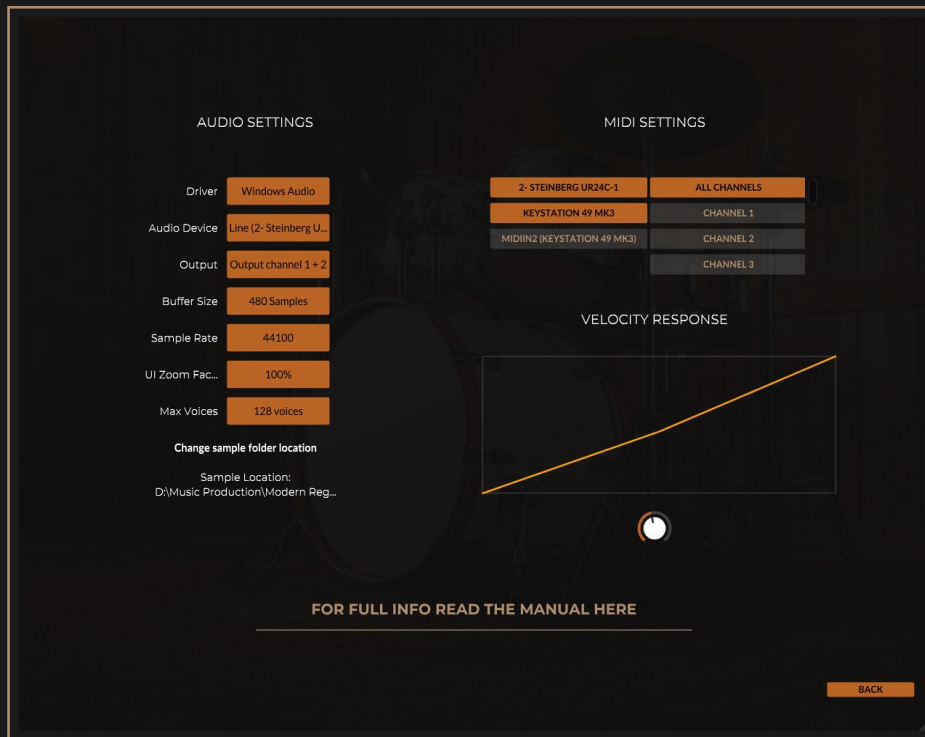 AUDIO SETTINGS
Driver Windows Audio
Audio Device Line (2- Steinberg U...
Output Output channel 1 + 2
Buffer Size 480 Samples
Sample Rate 44100
UI Zoom Fac... 100%
Max Voices 128 voices
Change sample folder location
Sample Location:
D:\Music Production\Modern Reg...
MIDI SETTINGS
2- STEINBERG UR24C-1 ALL CHANNELS
KEYSTATION 49 MK3 CHANNEL 1
MIDIIN2 (KEYSTATION 49 MK3) CHANNEL 2
CHANNEL 3
VELOCITY RESPONSE
FOR FULL INFO READ THE MANUAL HERE
BACK